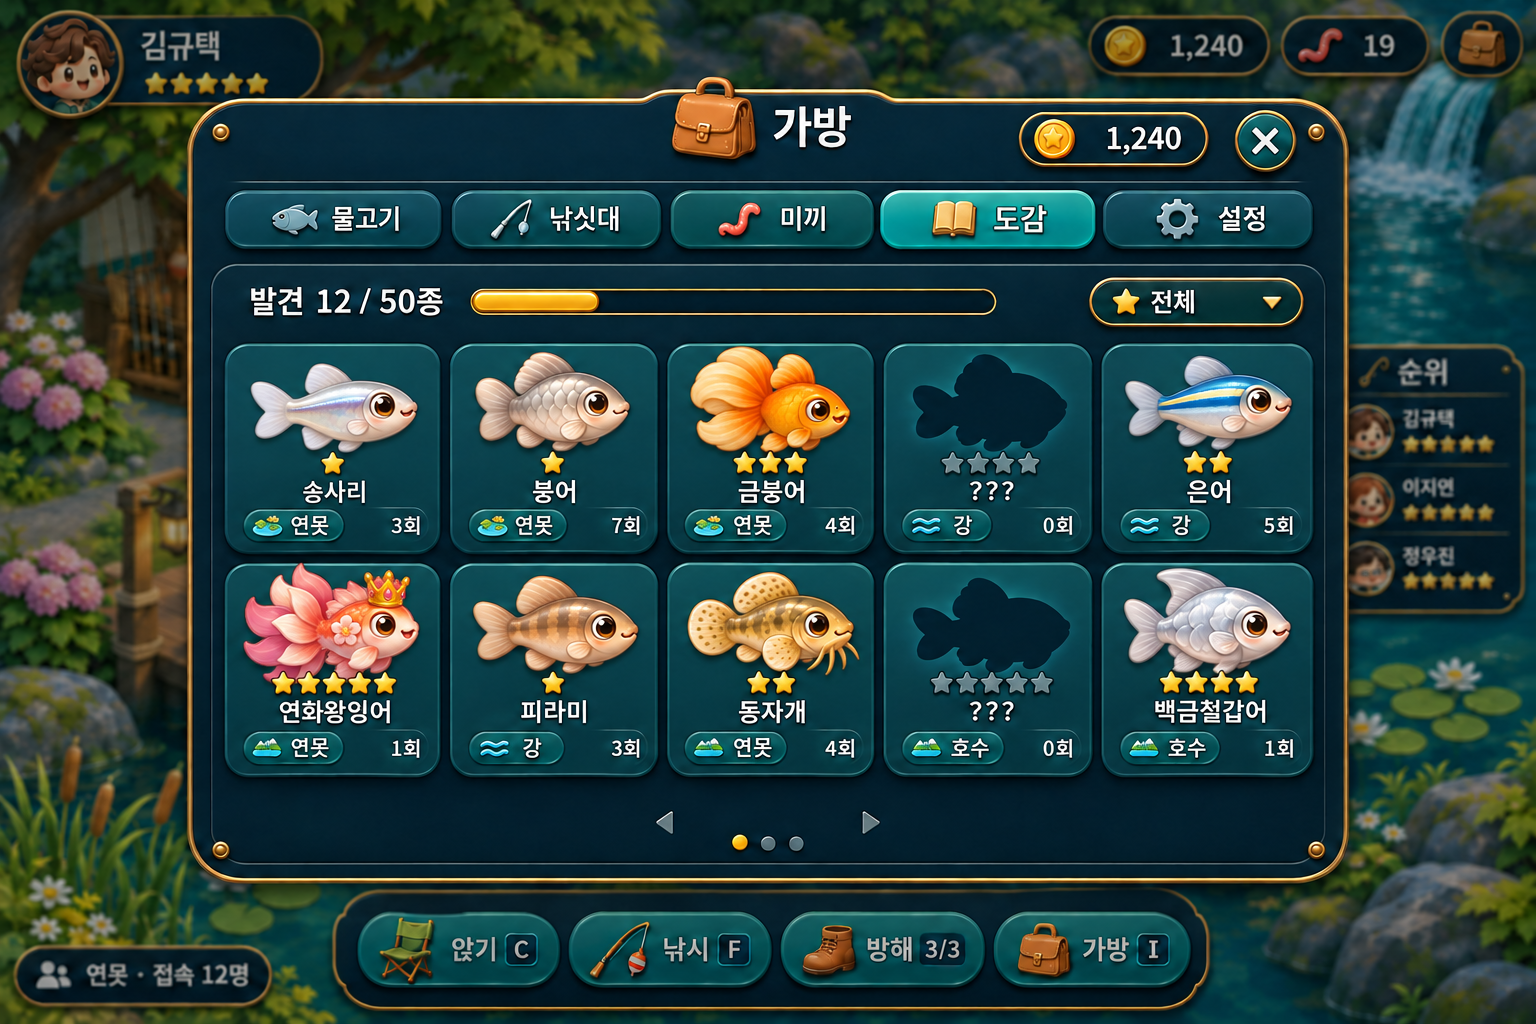 김규택
1,240
19
가방
1,240
물고기
낚싯대
미끼
도감
설정
발견 12 / 50종
전체
송사리
연못 3회
붕어
연못 7회
금붕어
연못 4회
???
강 0회
은어
강 5회
연화왕잉어
연못 1회
피라미
강 3회
동자개
연못 4회
???
호수 0회
백금철갑어
호수 1회
순위
김규택
이지연
정우진
앉기 C
낚시 F
방해 3/3
가방 I
연못 · 접속 12명